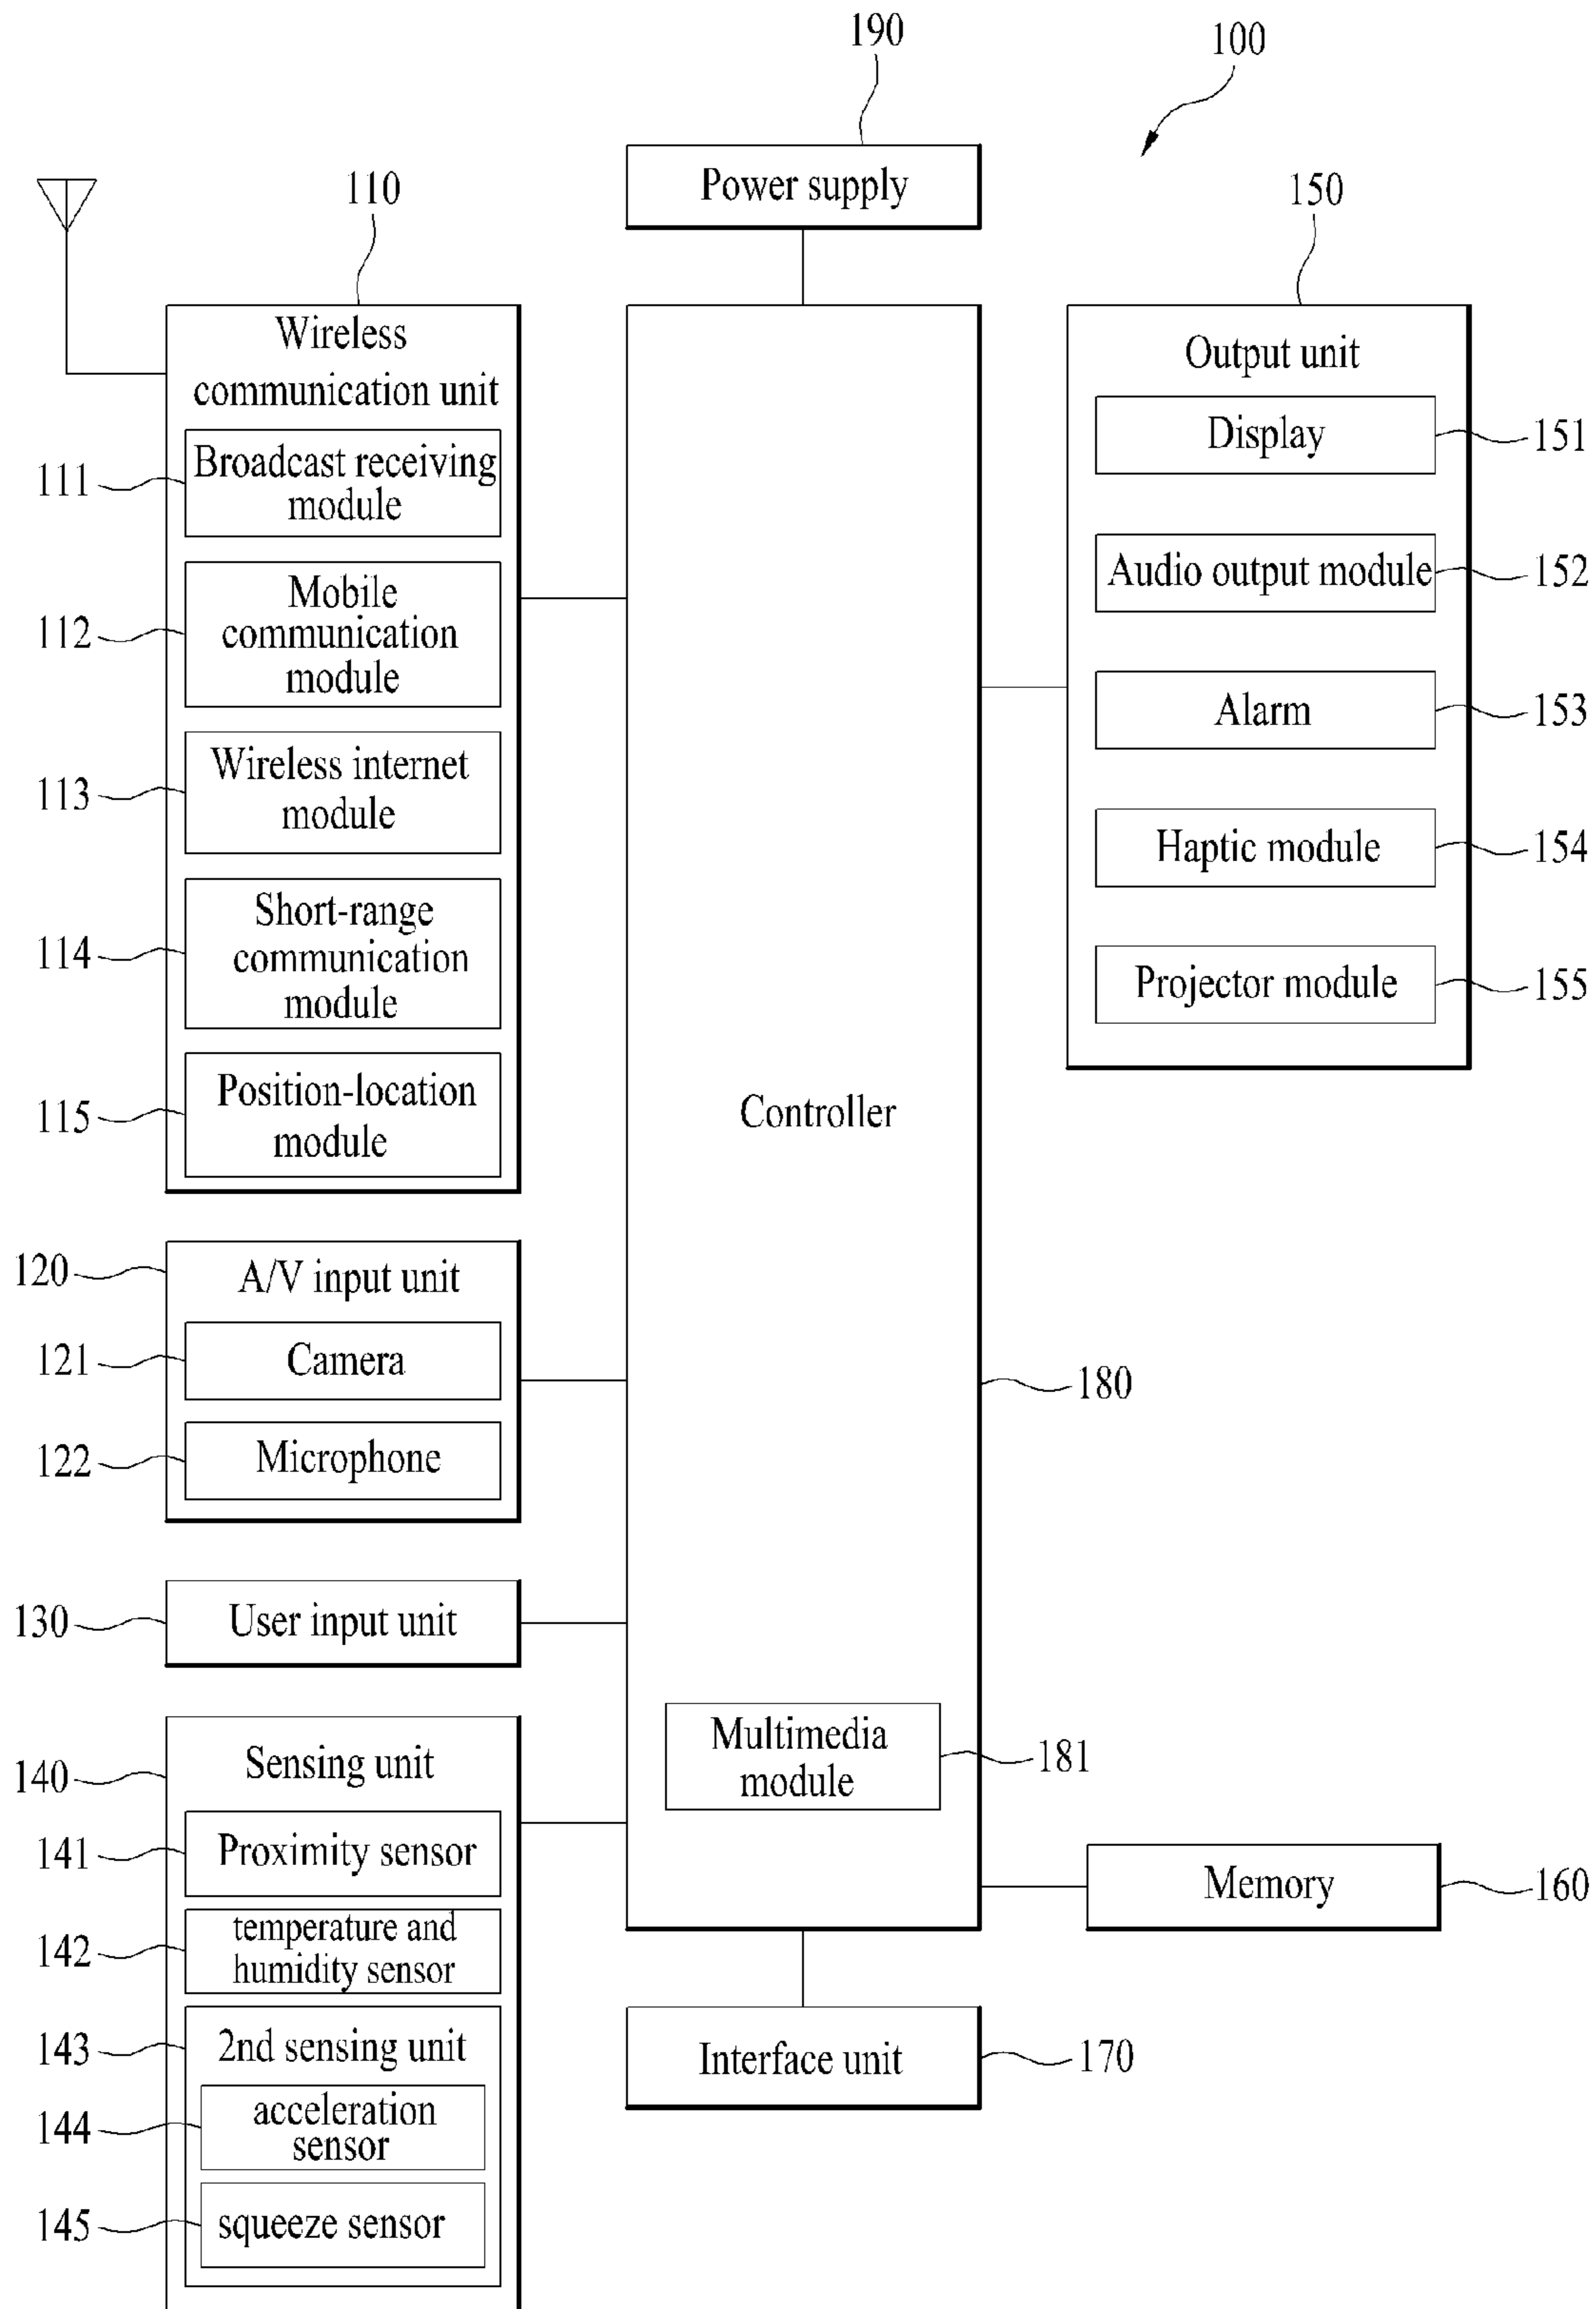 190
100
Power supply
110
150
Wireless
communication unit
Output unit
111
Broadcast receiving
module
Display
151
112
Mobile
communication
module
Audio output module
152
113
Wireless internet
module
Alarm
153
114
Short-range
communication
module
Haptic module
154
115
Position-location
module
Projector module
155
Controller
120
A/V input unit
121
Camera
180
122
Microphone
130
User input unit
Multimedia
module
181
140
Sensing unit
141
Proximity sensor
Memory
160
142
temperature and
humidity sensor
143
2nd sensing unit
Interface unit
170
144
acceleration
sensor
145
squeeze sensor